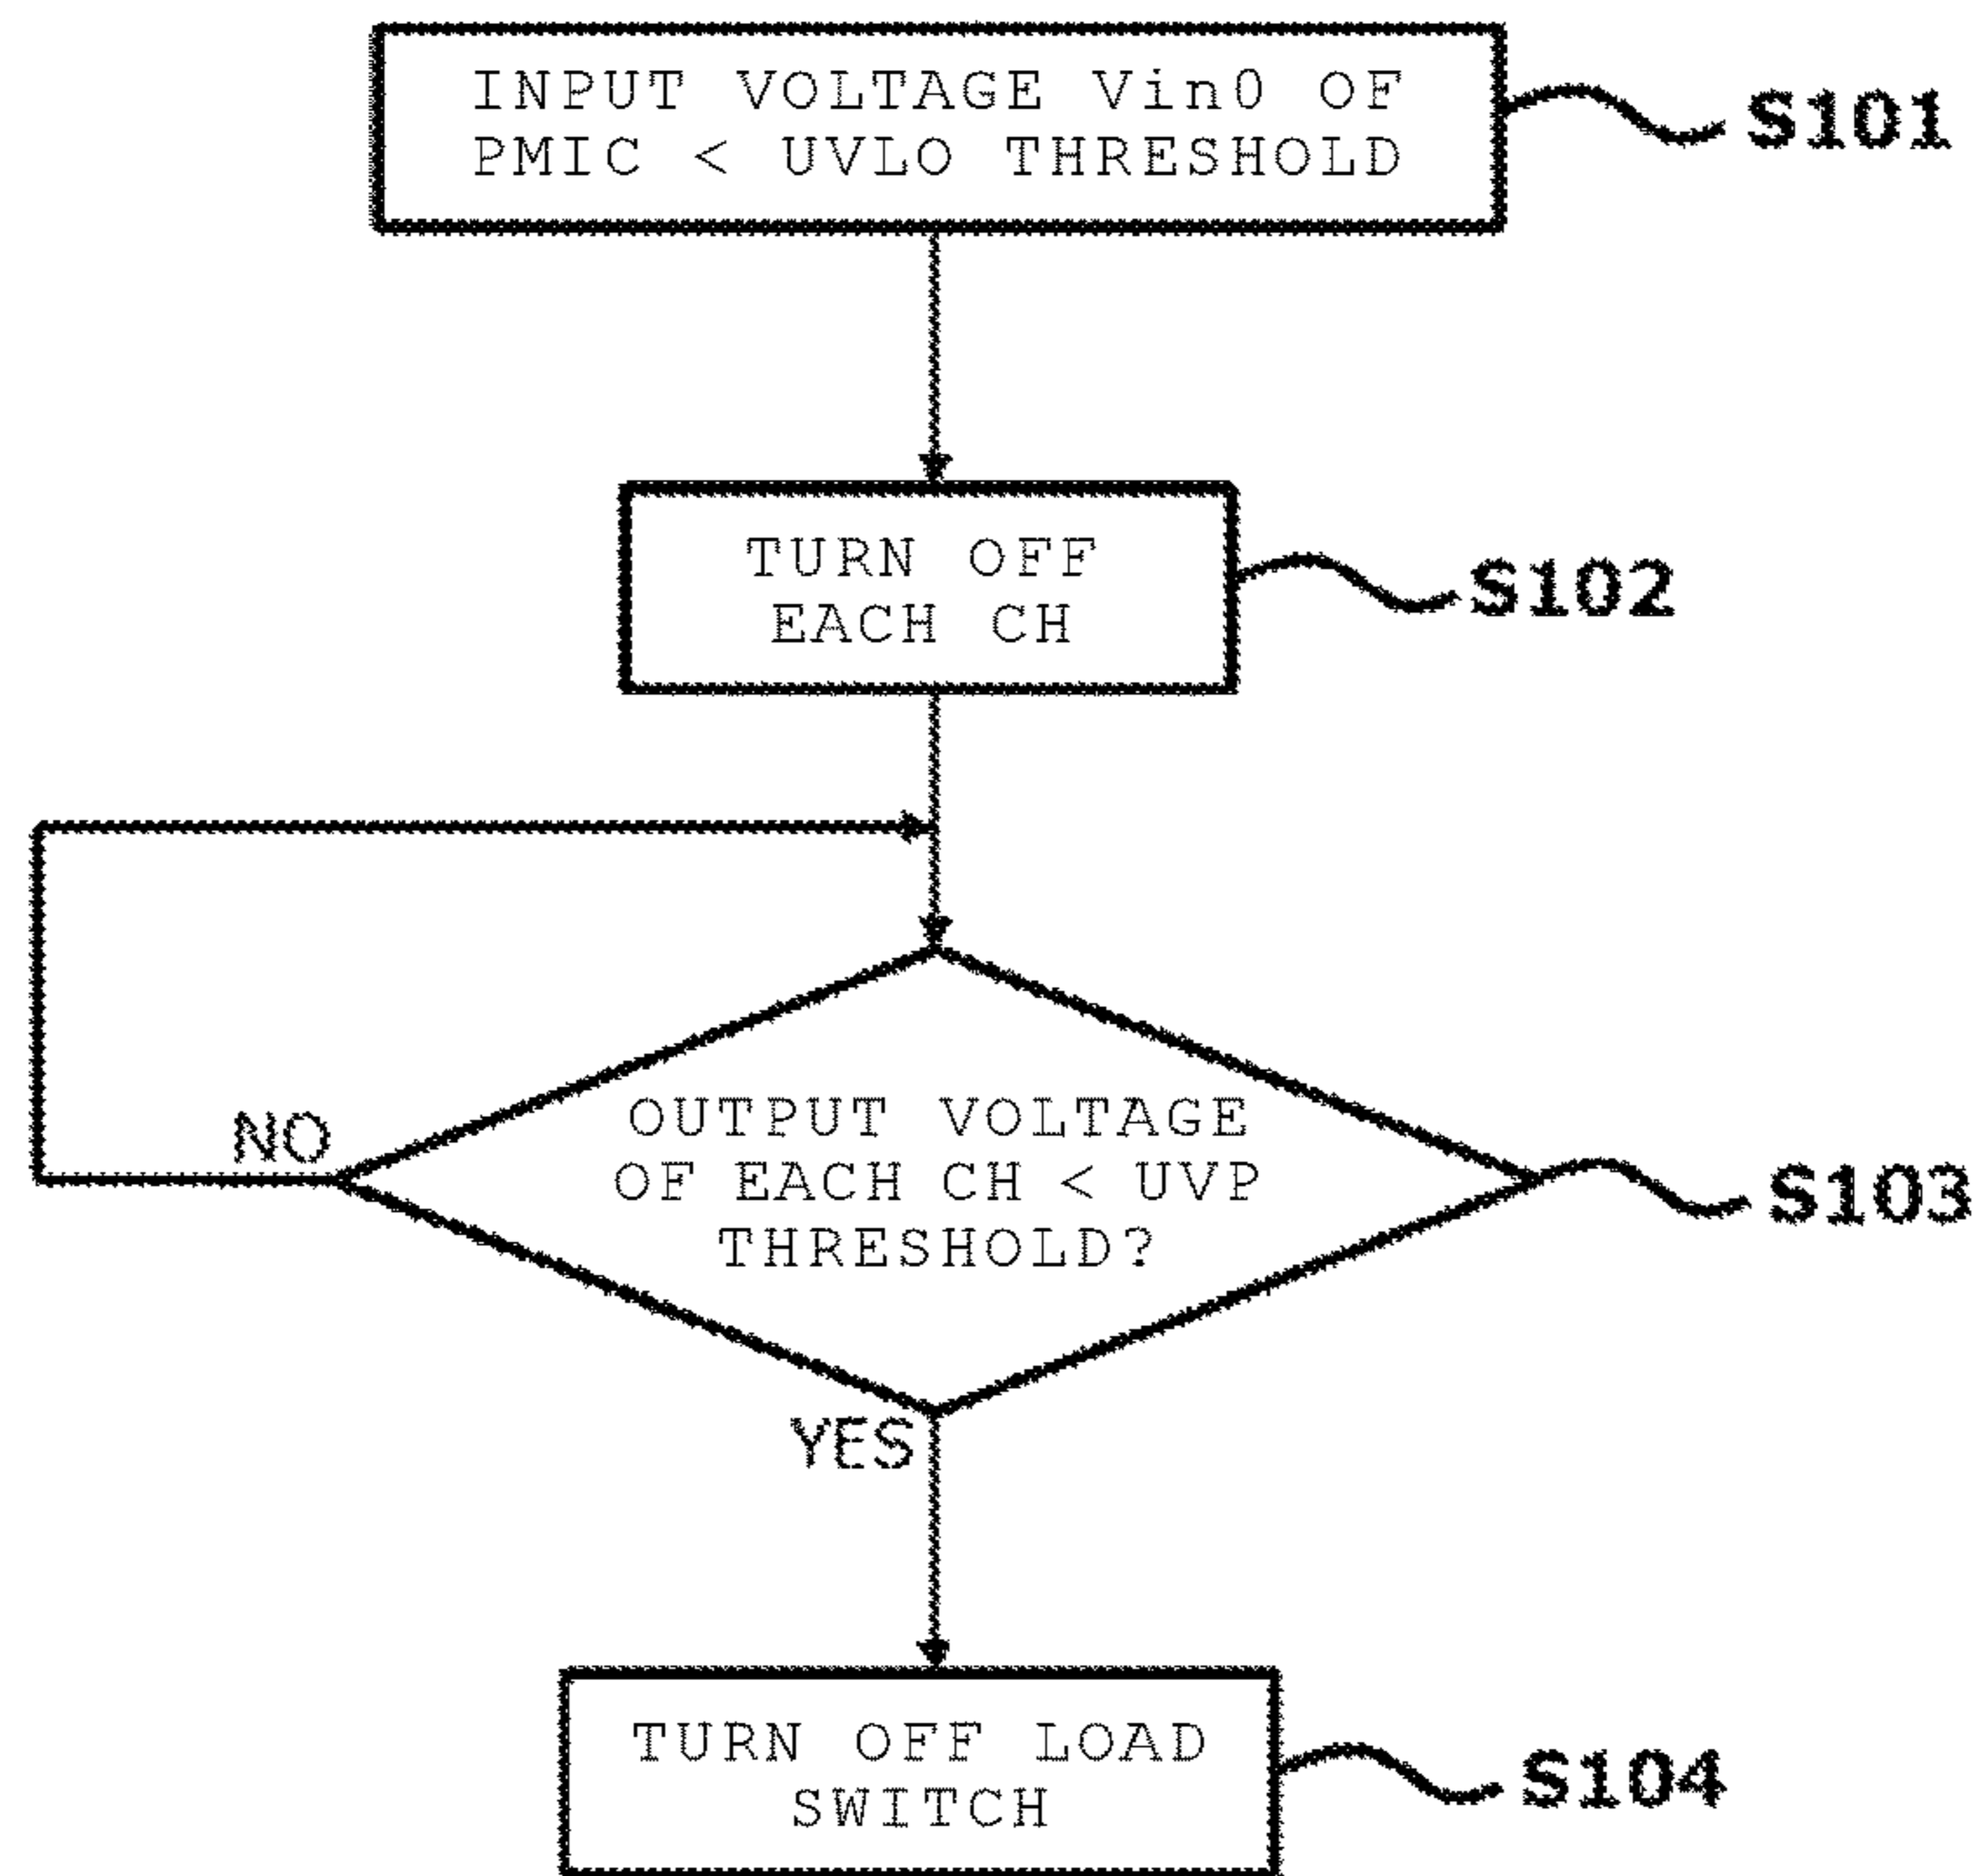 INPUT VOLTAGE Vin0 OF
PMIC < UVLO THRESHOLD
S101
TURN OFF
EACH CH
S102
NO
OUTPUT VOLTAGE
OF EACH CH < UVP
THRESHOLD?
S103
YES
TURN OFF LOAD
SWITCH
S104